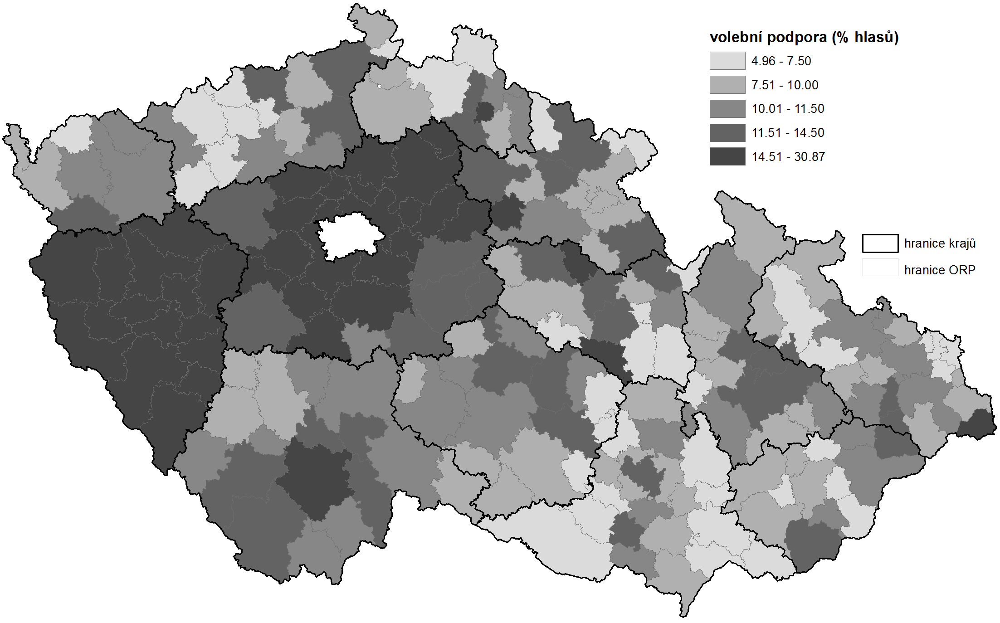 volební podpora (% hlasů)
4.96 - 7.50
7.51 - 10.00
10.01 - 11.50
11.51 - 14.50
14.51 - 30.87
hranice krajů
hranice ORP